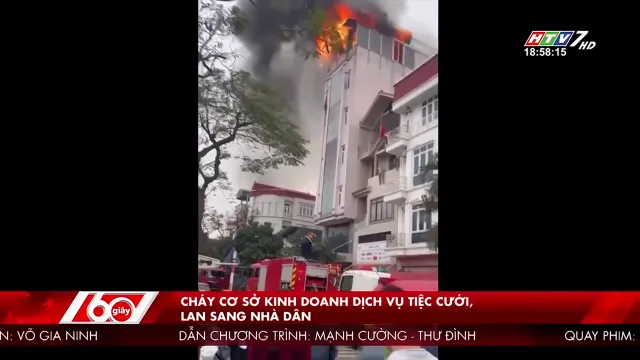 HTV7 HD
18:58:15
60 giây
CHÁY CƠ SỞ KINH DOANH DỊCH VỤ TIỆC CƯỚI,
LAN SANG NHÀ DÂN
N: VÕ GIA NINH DẪN CHƯƠNG TRÌNH: MẠNH CƯỜNG - THƯ ĐÌNH QUAY PHIM: